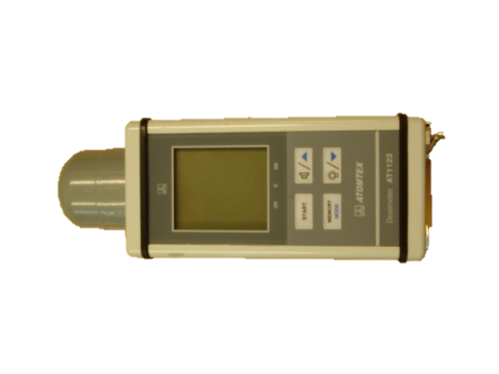 START
MEMORY
MODE
ATOMTEX
Dosimeter AT1123